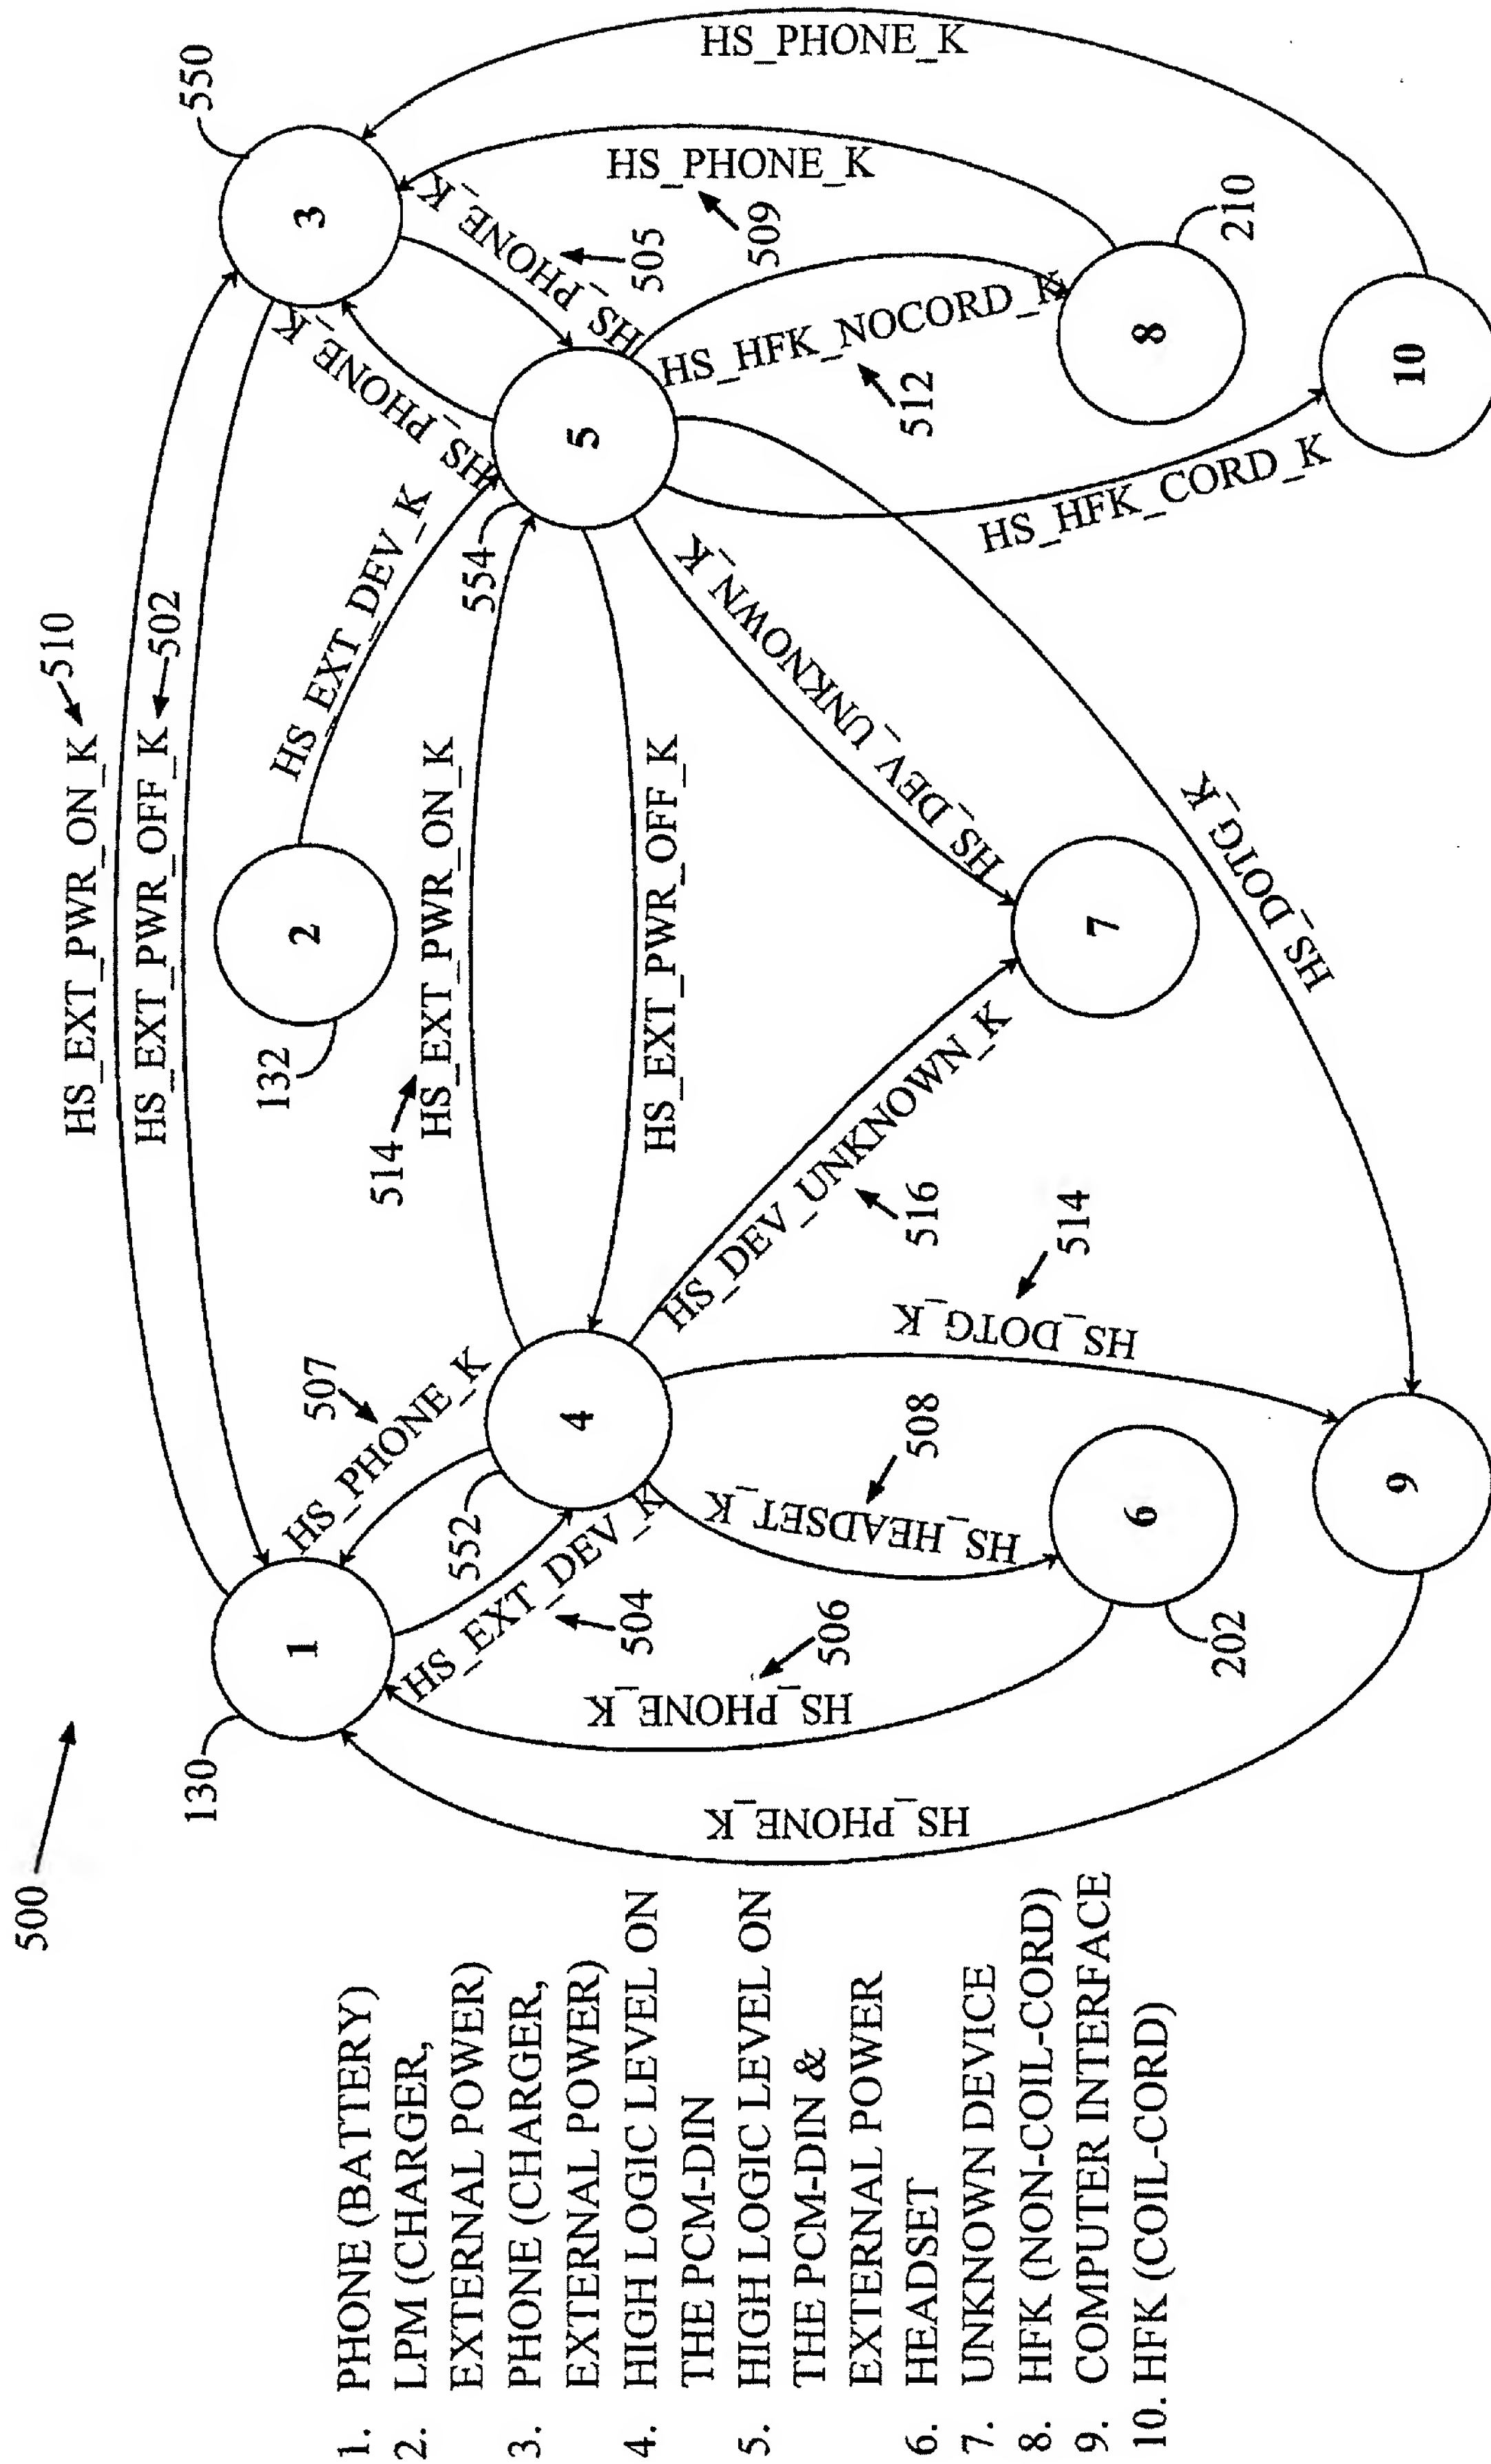 500
130
HS_EXT_PWR_ON_K
510
HS_EXT_PWR_OFF_K
502
550
1
2
3
132
HS_PHONE_K
507
HS_EXT_DEV_K
504
552
HS_EXT_DEV_K
554
514
HS_EXT_PWR_ON_K
HS_EXT_PWR_OFF_K
HS_PHONE_K
HS_PHONE_K
505
4
5
HS_PHONE_K
509
HS_PHONE_K
HS_PHONE_K
506
HS_PHONE_K
HS_HEADSET_K
508
HS_DOTG_K
514
HS_DEV_UNKNOWN_K
516
HS_DEV_UNKNOWN_K
HS_HFK_NOCORD_K
512
HS_HFK_CORD_K
HS_DOTG_K
6
202
7
8
210
9
10
1. PHONE (BATTERY)
2. LPM (CHARGER,
EXTERNAL POWER)
3. PHONE (CHARGER,
EXTERNAL POWER)
4. HIGH LOGIC LEVEL ON
THE PCM-DIN
5. HIGH LOGIC LEVEL ON
THE PCM-DIN &
EXTERNAL POWER
6. HEADSET
7. UNKNOWN DEVICE
8. HFK (NON-COIL-CORD)
9. COMPUTER INTERFACE
10. HFK (COIL-CORD)